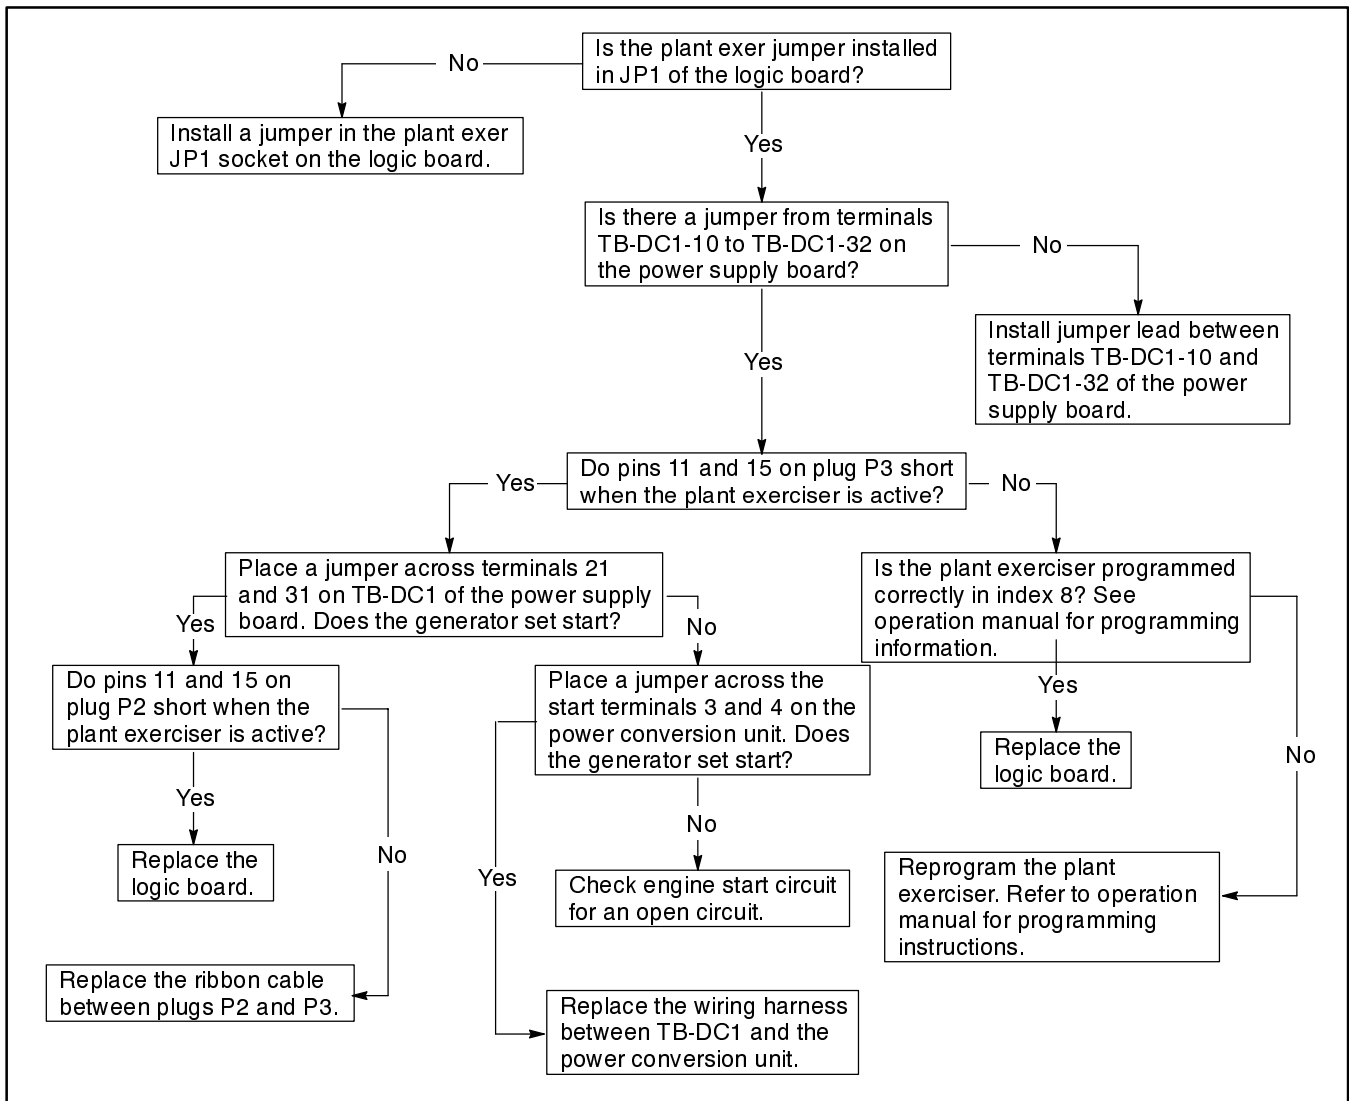 Is the plant exer jumper installed
in JP1 of the logic board?
No
Install a jumper in the plant exer
JP1 socket on the logic board.
Yes
Is there a jumper from terminals
TB-DC1-10 to TB-DC1-32 on
the power supply board?
No
Install jumper lead between
terminals TB-DC1-10 and
TB-DC1-32 of the power
supply board.
Yes
Do pins 11 and 15 on plug P3 short
when the plant exerciser is active?
Yes
No
Place a jumper across terminals 21
and 31 on TB-DC1 of the power supply
board. Does the generator set start?
Is the plant exerciser programmed
correctly in index 8? See
operation manual for programming
information.
Yes
No
Do pins 11 and 15 on
plug P2 short when the
plant exerciser is active?
Place a jumper across the
start terminals 3 and 4 on the
power conversion unit. Does
the generator set start?
Yes
Replace the
logic board.
No
Yes
Replace the
logic board.
No
Yes
No
Check engine start circuit
for an open circuit.
Reprogram the plant
exerciser. Refer to operation
manual for programming
instructions.
Replace the ribbon cable
between plugs P2 and P3.
Replace the wiring harness
between TB-DC1 and the
power conversion unit.